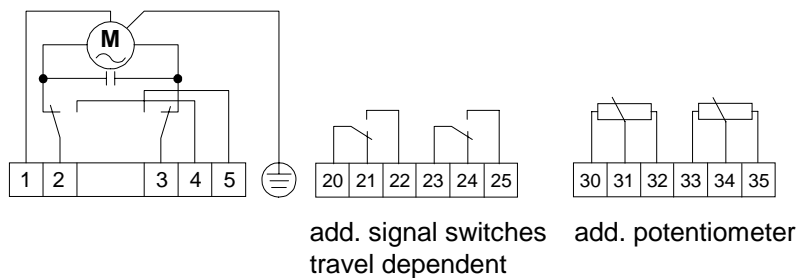 M
1 2 3 4 5
20 21 22 23 24 25
30 31 32 33 34 35
add. signal switches
travel dependent
add. potentiometer